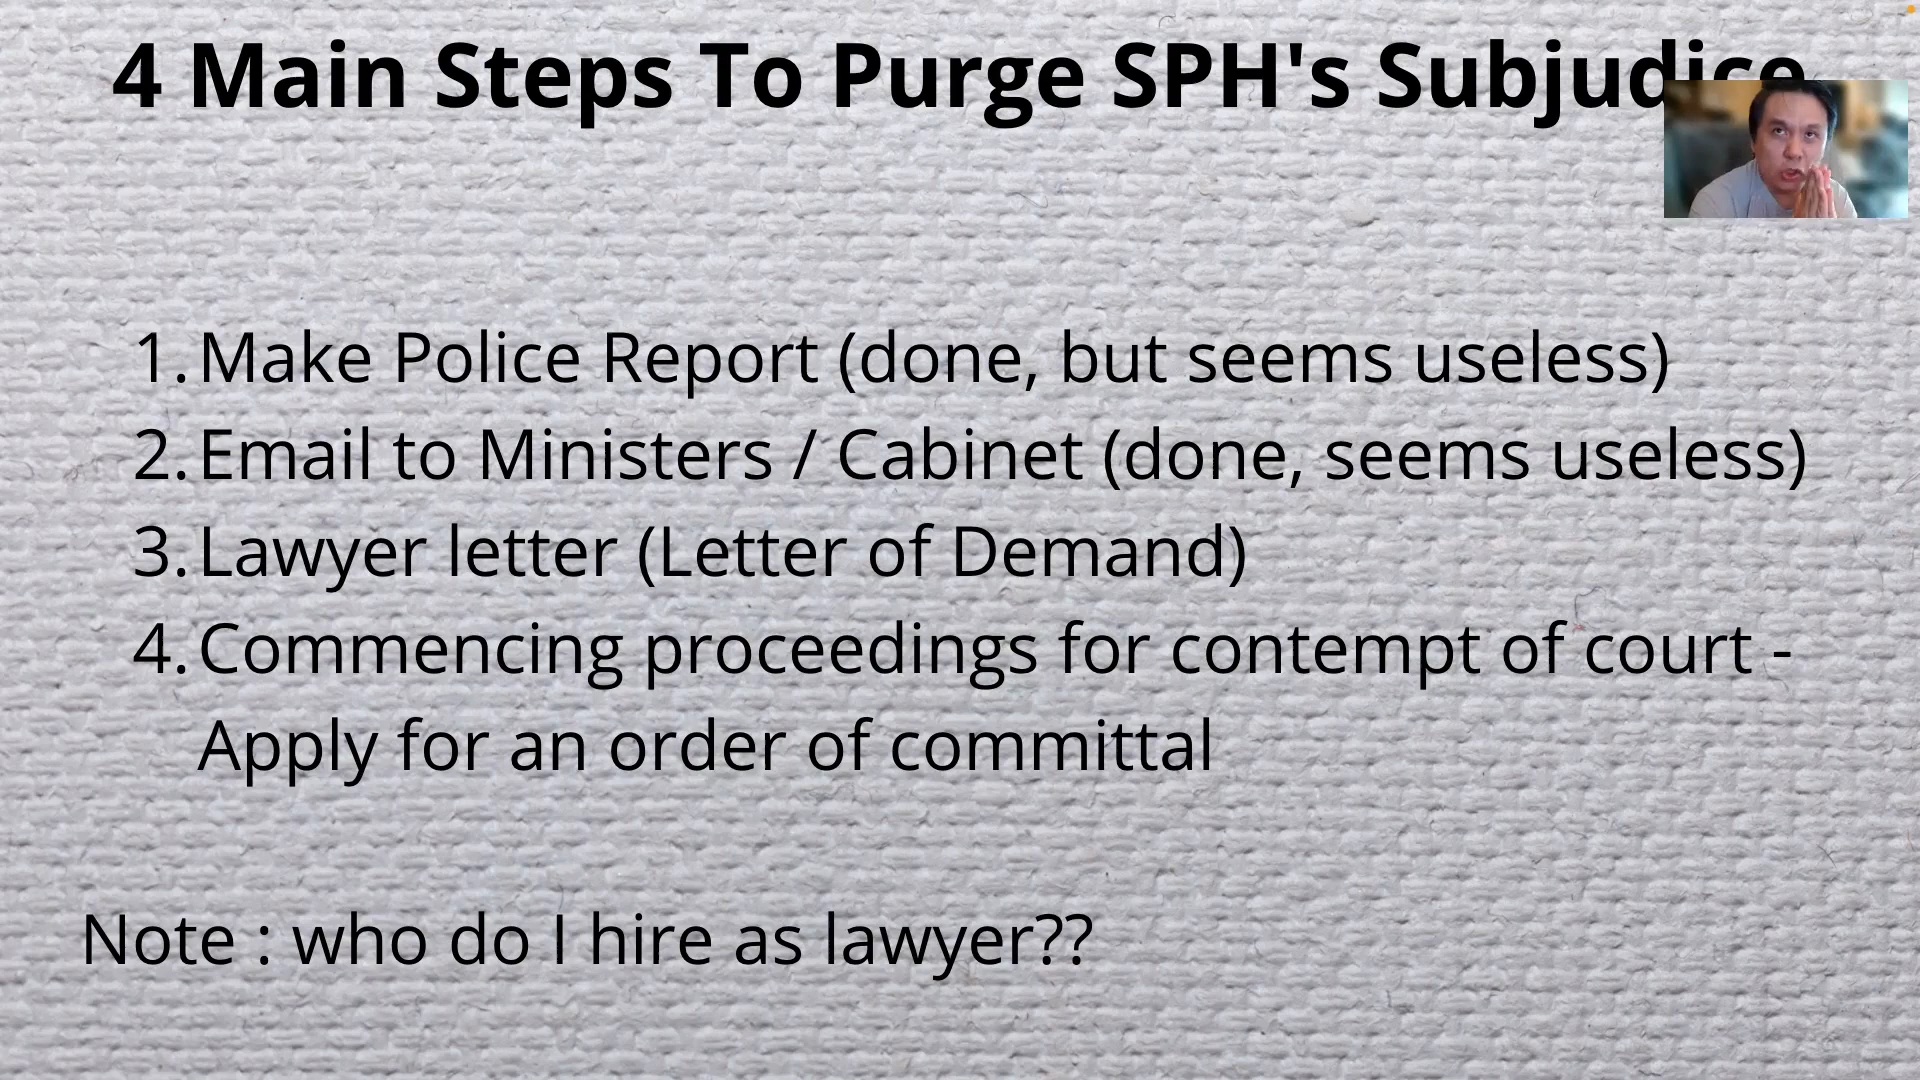 4 Main Steps To Purge SPH's Subjudice
1. Make Police Report (done, but seems useless)
2. Email to Ministers / Cabinet (done, seems useless)
3. Lawyer letter (Letter of Demand)
4. Commencing proceedings for contempt of court -
Apply for an order of committal
Note : who do I hire as lawyer??